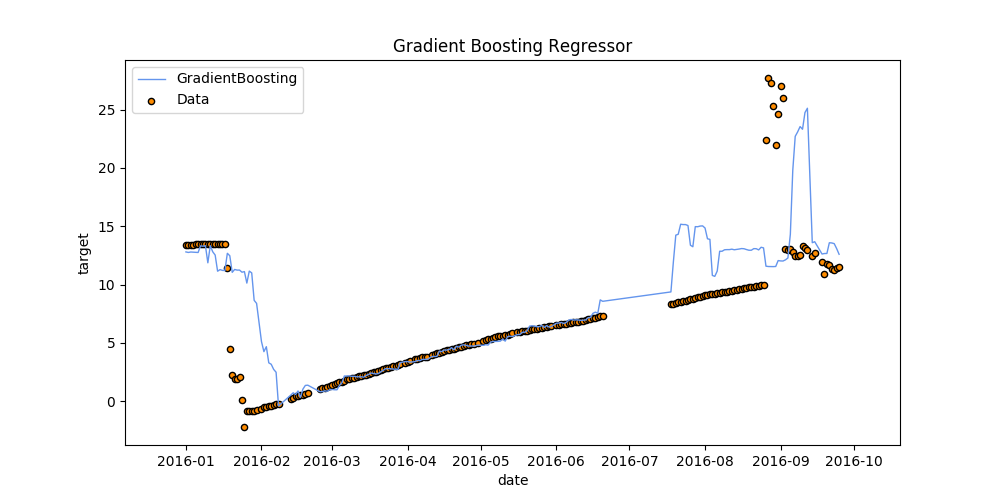 Gradient Boosting Regressor
GradientBoosting
Data
target
25
20
15
10
5
0
2016-01 2016-02 2016-03 2016-04 2016-05 2016-06 2016-07 2016-08 2016-09 2016-10
date